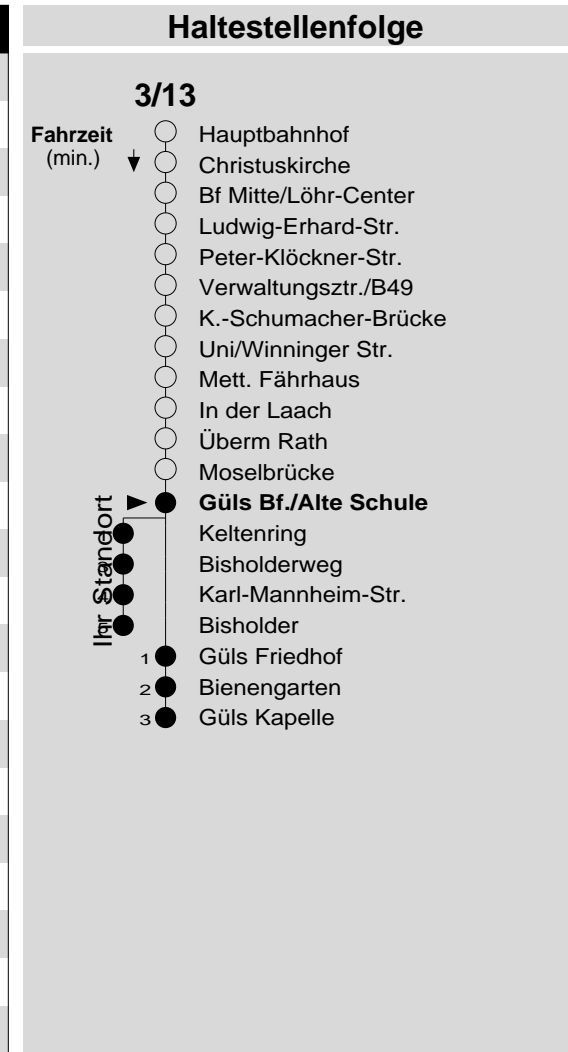 Haltestellenfolge
3/13
Fahrzeit
(min.)
Hauptbahnhof
Christuskirche
Bf Mitte/Löhr-Center
Ludwig-Erhard-Str.
Peter-Klöckner-Str.
Verwaltungsztr./B49
K.-Schumacher-Brücke
Uni/Winninger Str.
Mett. Fährhaus
In der Laach
Überm Rath
Moselbrücke
Güls Bf./Alte Schule
Ihr Standort
Keltenring
Bisholderweg
Karl-Mannheim-Str.
Bisholder
1 Güls Friedhof
2 Bienengarten
3 Güls Kapelle